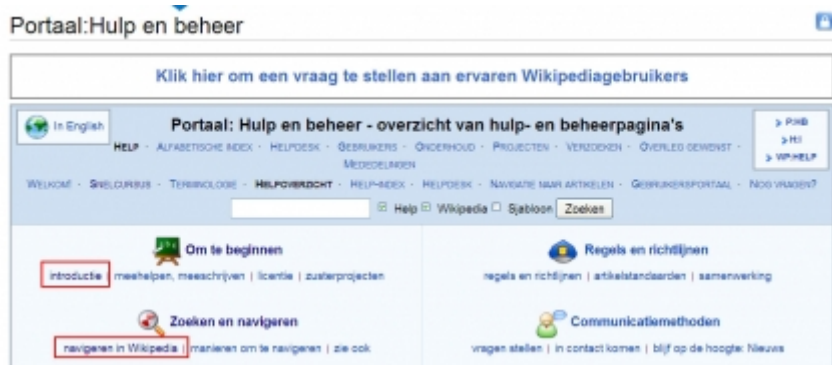 Portaal:Hulp en beheer
Klik hier om een vraag te stellen aan ervaren Wikipediagebruikers
In English
Portaal: Hulp en beheer - overzicht van hulp- en beheerpagina's
> P:HB
> H:I
> WP:HELP
HELP - ALFABETISCHE INDEX - HELPDESK - GEBRUIKERS - ONDERHOUD - PROJECTEN - VERZOEKEN - OVERLEG GEWENST -
MEDEDELINGEN
WELKOM! - SNELCURSUS - TERMINOLOGIE - HELPOVERZICHT - HELP-INDEX - HELPDESK - NAVIGATIE NAAR ARTIKELEN - GEBRUIKERSPORTAAL - NOG VRAGEN?
Help Wikipedia Sjabloon Zoeken
Om te beginnen
introductie | meehelpen, meeschrijven | licentie | zusterprojecten
Regels en richtlijnen
regels en richtlijnen | artikelstandaarden | samenwerking
Zoeken en navigeren
navigeren in Wikipedia | manieren om te navigeren | zie ook
Communicatiemethoden
vragen stellen | in contact komen | blijf op de hoogte: Nieuws